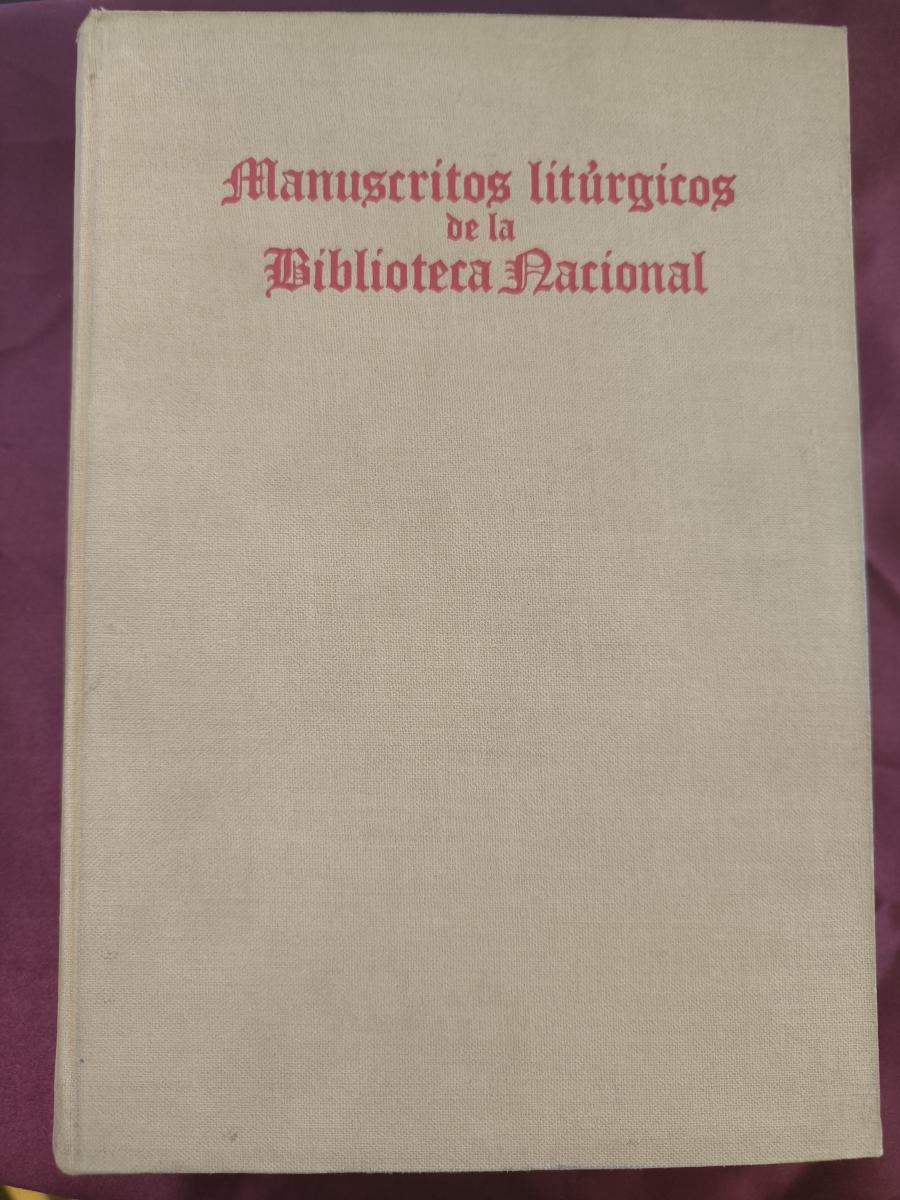 Manuscritos litúrgicos
de la
Biblioteca Nacional